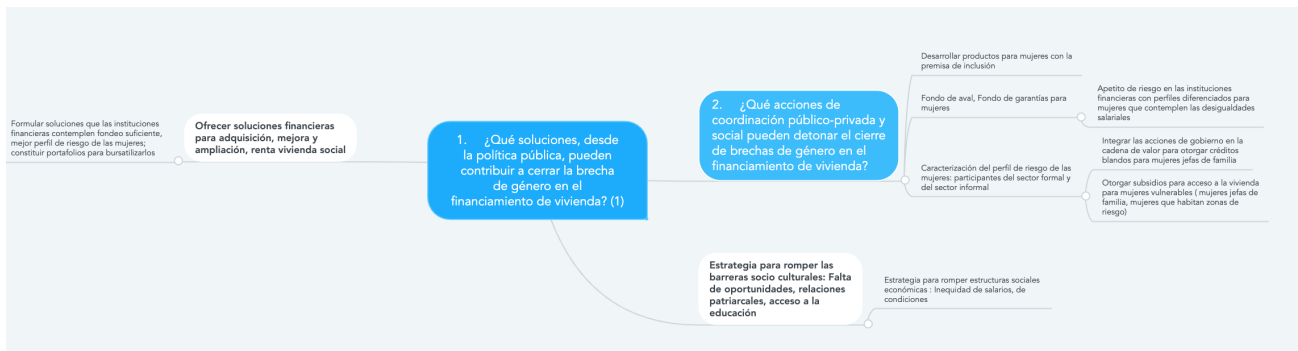 Formular soluciones que las instituciones
financieras contemplen fondeo suficiente,
mejor perfil de riesgo de las mujeres;
constituir portafolios para bursatilizarlos
Ofrecer soluciones financieras
para adquisición, mejora y
ampliación, renta vivienda social
1. ¿Qué soluciones, desde
la política pública, pueden
contribuir a cerrar la brecha
de género en el
financiamiento de vivienda? (1)
2. ¿Qué acciones de
coordinación público-privada y
social pueden detonar el cierre
de brechas de género en el
financiamiento de vivienda?
Desarrollar productos para mujeres con la
premisa de inclusión
Fondo de aval, Fondo de garantías para
mujeres
Apetito de riesgo en las instituciones
financieras con perfiles diferenciados para
mujeres que contemplen las desigualdades
salariales
Caracterización del perfil de riesgo de las
mujeres: participantes del sector formal y
del sector informal
Integrar las acciones de gobierno en la
cadena de valor para otorgar créditos
blandos para mujeres jefas de familia
Otorgar subsidios para acceso a la vivienda
para mujeres vulnerables ( mujeres jefas de
familia, mujeres que habitan zonas de
riesgo)
Estrategia para romper las
barreras socio culturales: Falta
de oportunidades, relaciones
patriarcales, acceso a la
educación
Estrategia para romper estructuras sociales
económicas : Inequidad de salarios, de
condiciones